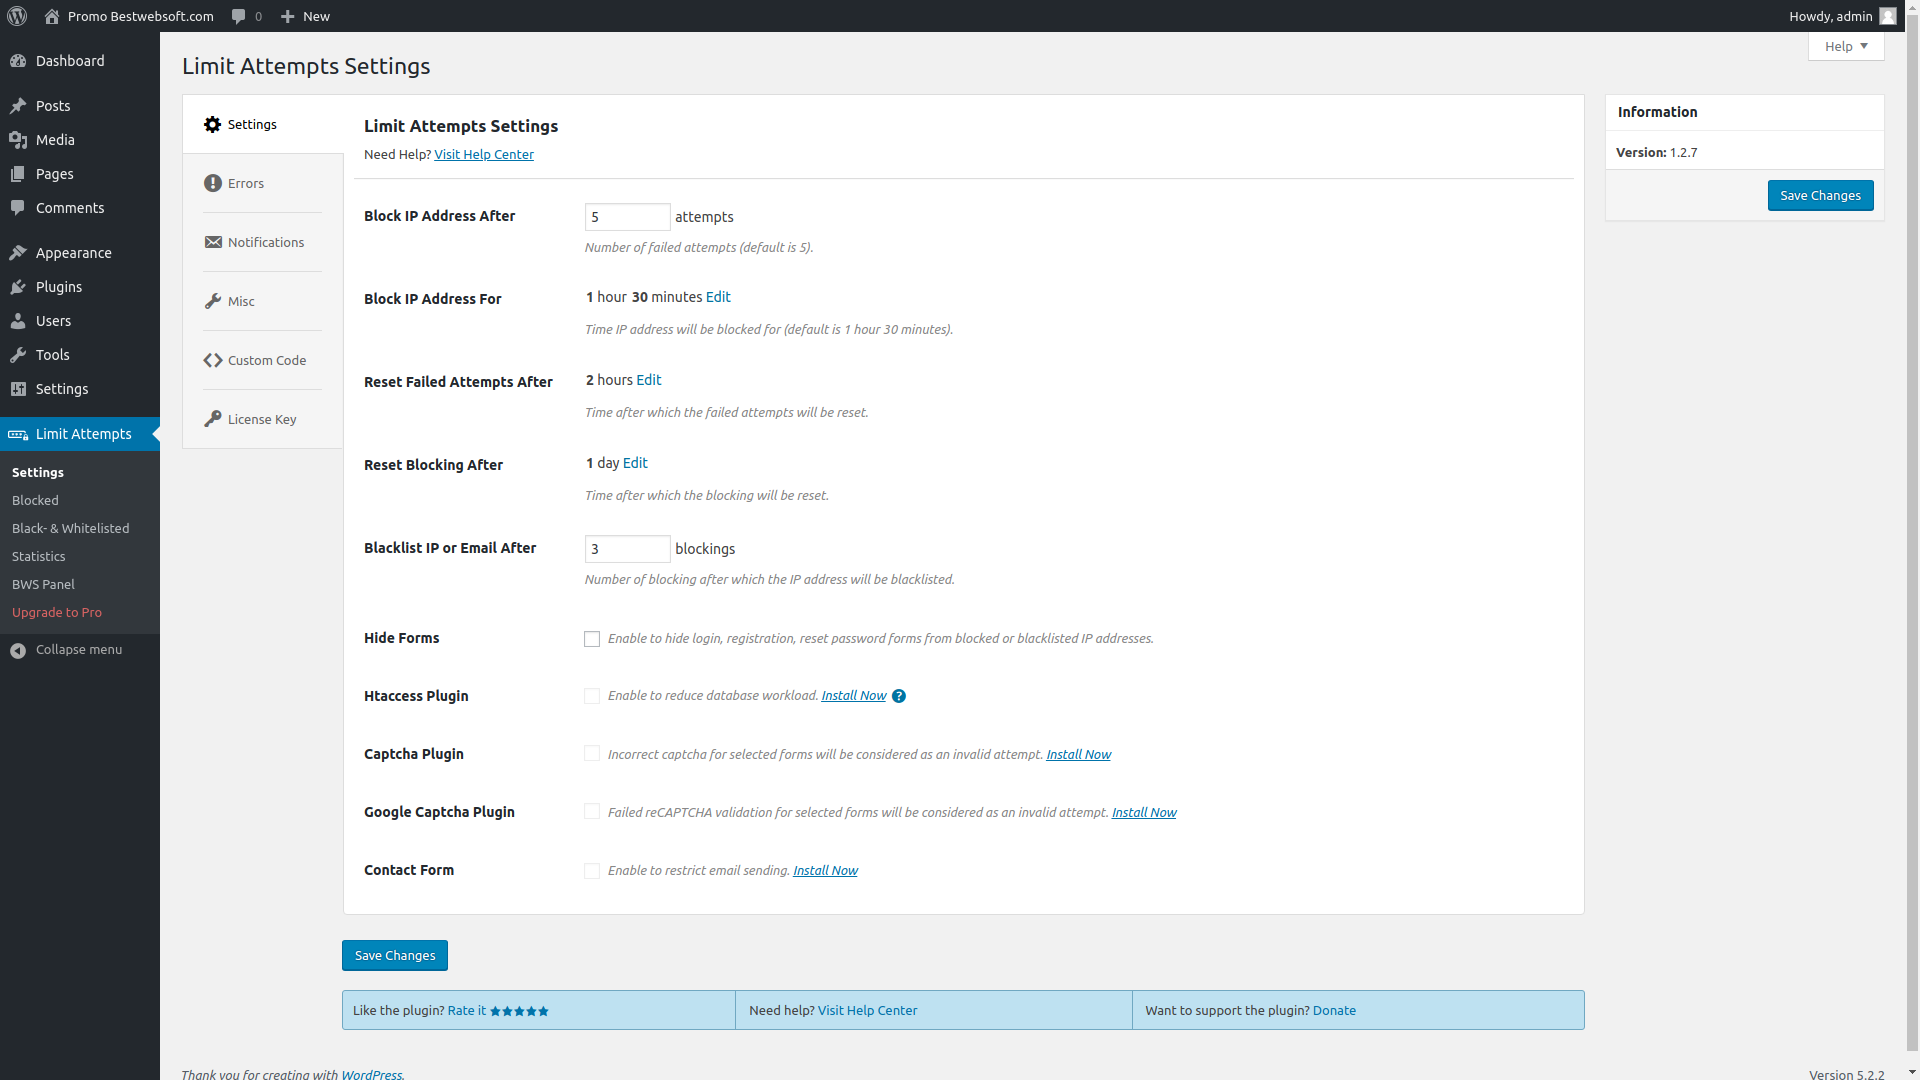 Promo Bestwebsoft.com 0 New Howdy, admin
Help
Dashboard
Posts
Media
Pages
Comments
Appearance
Plugins
Users
Tools
Settings
Limit Attempts
Settings
Blocked
Black- & Whitelisted
Statistics
BWS Panel
Upgrade to Pro
Collapse menu
Limit Attempts Settings
Settings
Errors
Notifications
Misc
Custom Code
License Key
Limit Attempts Settings
Need Help? Visit Help Center
Block IP Address After 5 attempts
Number of failed attempts (default is 5).
Block IP Address For 1 hour 30 minutes Edit
Time IP address will be blocked for (default is 1 hour 30 minutes).
Reset Failed Attempts After 2 hours Edit
Time after which the failed attempts will be reset.
Reset Blocking After 1 day Edit
Time after which the blocking will be reset.
Blacklist IP or Email After 3 blockings
Number of blocking after which the IP address will be blacklisted.
Hide Forms Enable to hide login, registration, reset password forms from blocked or blacklisted IP addresses.
Htaccess Plugin Enable to reduce database workload. Install Now ?
Captcha Plugin Incorrect captcha for selected forms will be considered as an invalid attempt. Install Now
Google Captcha Plugin Failed reCAPTCHA validation for selected forms will be considered as an invalid attempt. Install Now
Contact Form Enable to restrict email sending. Install Now
Save Changes
Like the plugin? Rate it ★★★★★ Need help? Visit Help Center Want to support the plugin? Donate
Information
Version: 1.2.7
Save Changes
Thank you for creating with WordPress. Version 5.2.2